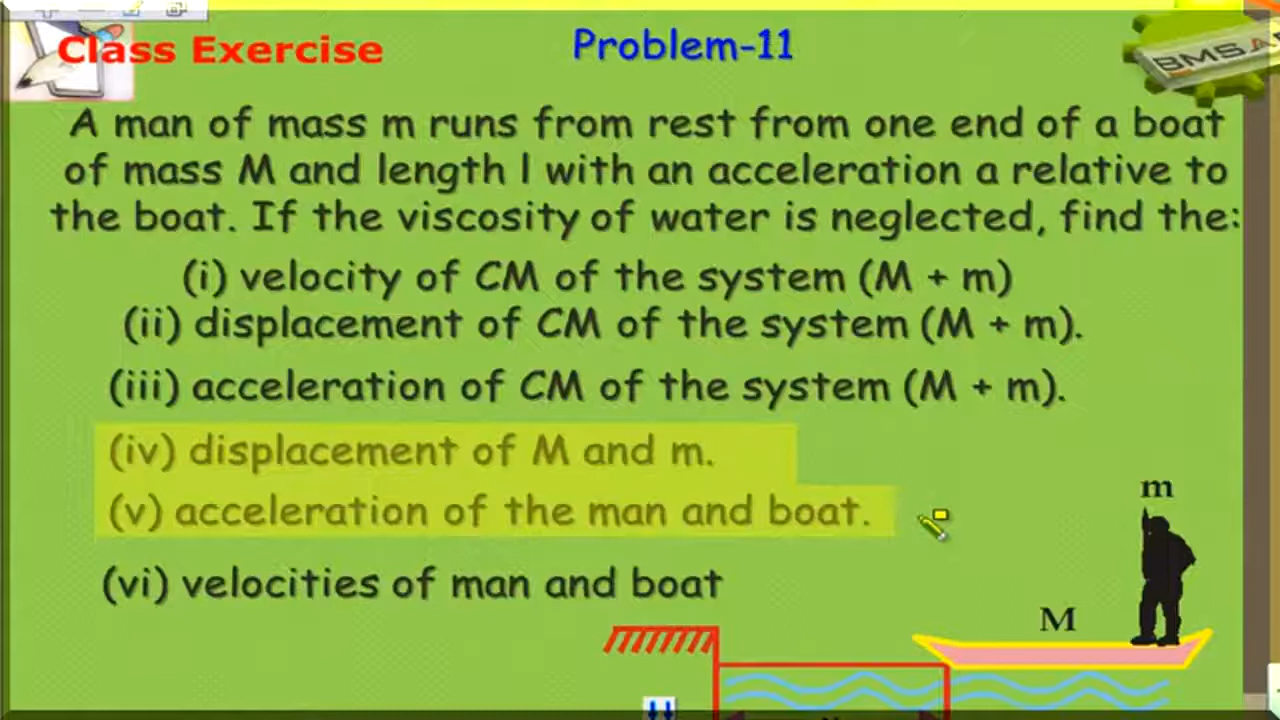 Class Exercise
Problem-11
BMSA
A man of mass m runs from rest from one end of a boat
of mass M and length l with an acceleration a relative to
the boat. If the viscosity of water is neglected, find the:
(i) velocity of CM of the system (M + m)
(ii) displacement of CM of the system (M + m).
(iii) acceleration of CM of the system (M + m).
(iv) displacement of M and m.
(v) acceleration of the man and boat.
(vi) velocities of man and boat
m
M